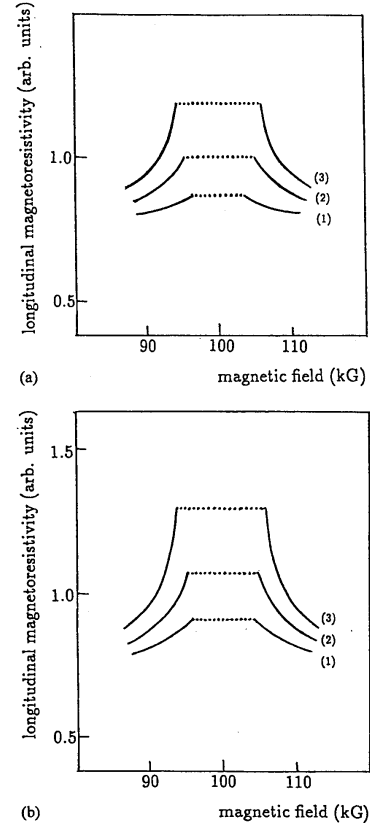 longitudinal magnetoresistivity (arb. units)
1.0
0.5
(3)
(2)
(1)
90
100
110
(a)
magnetic field (kG)
longitudinal magnetoresistivity (arb. units)
1.5
1.0
0.5
(3)
(2)
(1)
90
100
110
(b)
magnetic field (kG)